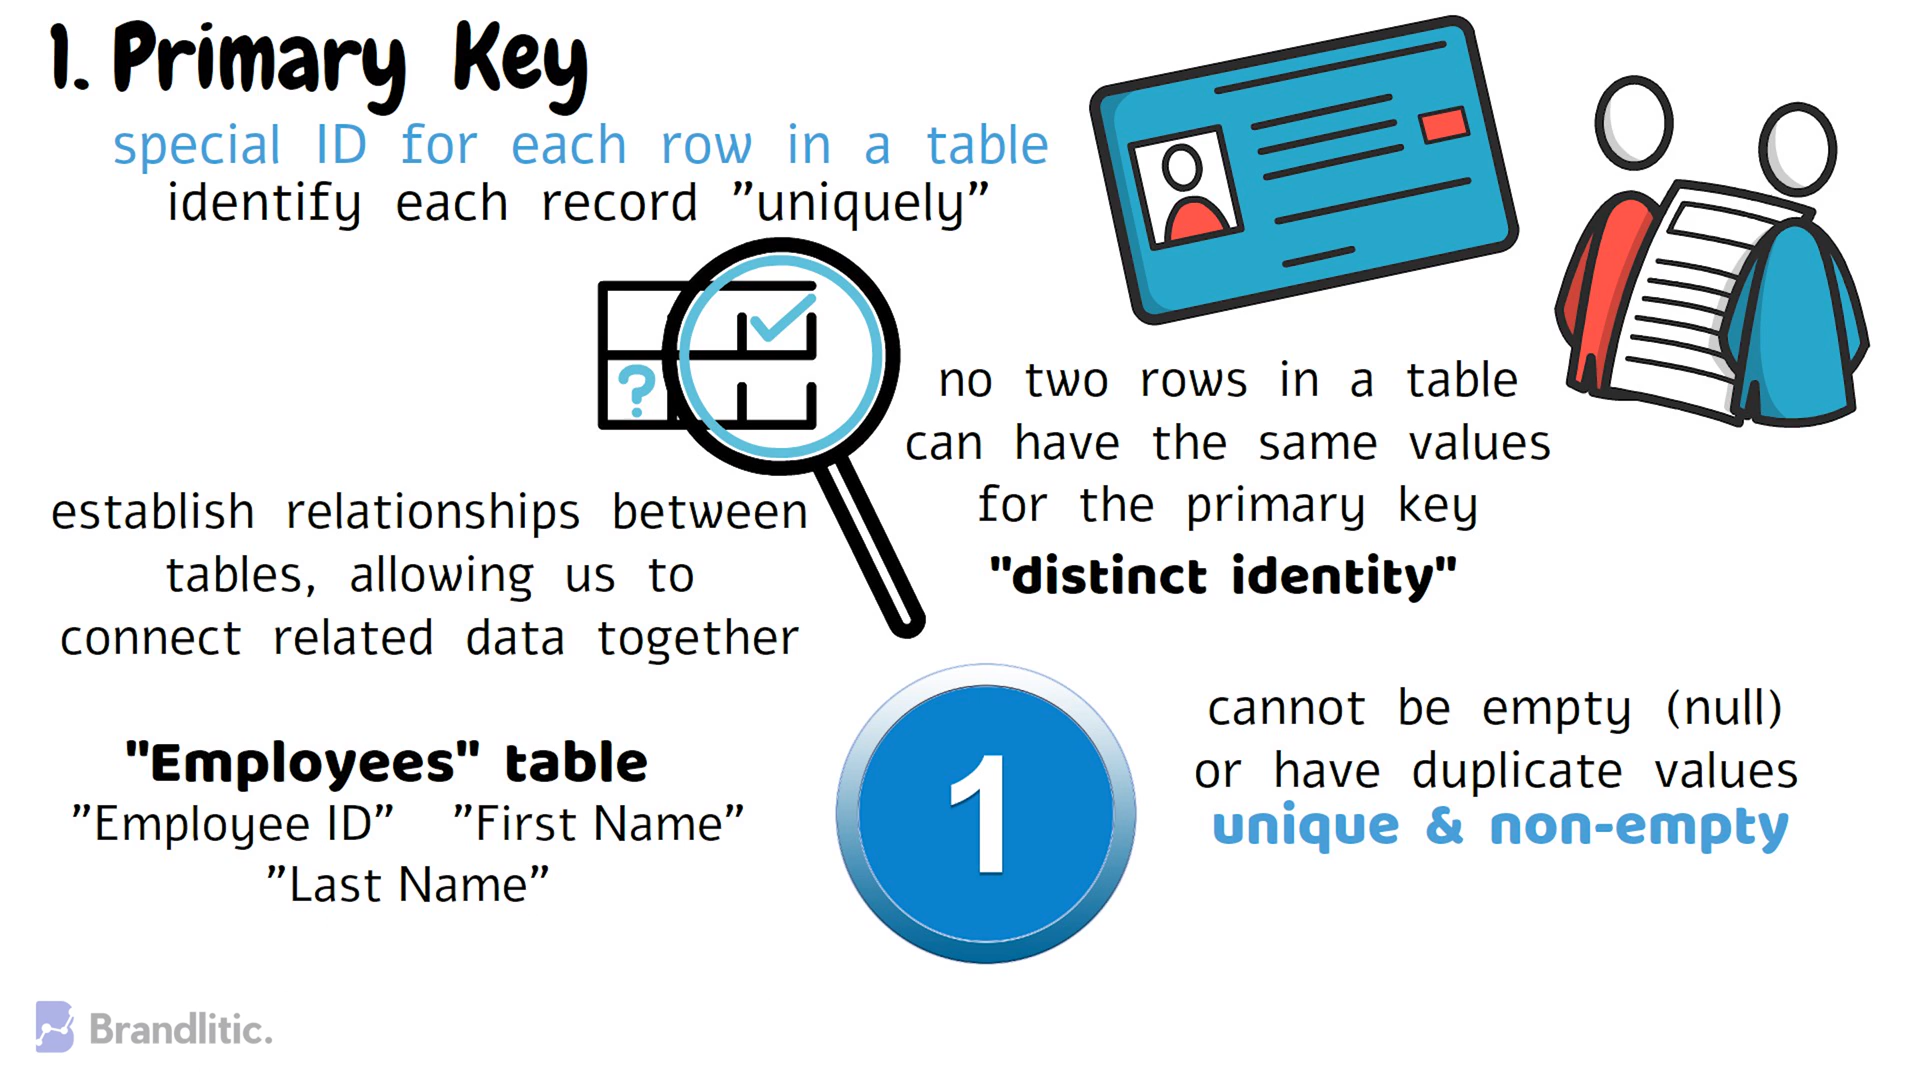 1. Primary Key
special ID for each row in a table
identify each record ”uniquely”
?
no two rows in a table
can have the same values
for the primary key
"distinct identity"
establish relationships between
tables, allowing us to
connect related data together
"Employees" table
”Employee ID” ”First Name”
”Last Name”
1
cannot be empty (null)
or have duplicate values
unique & non-empty
Brandlitic.